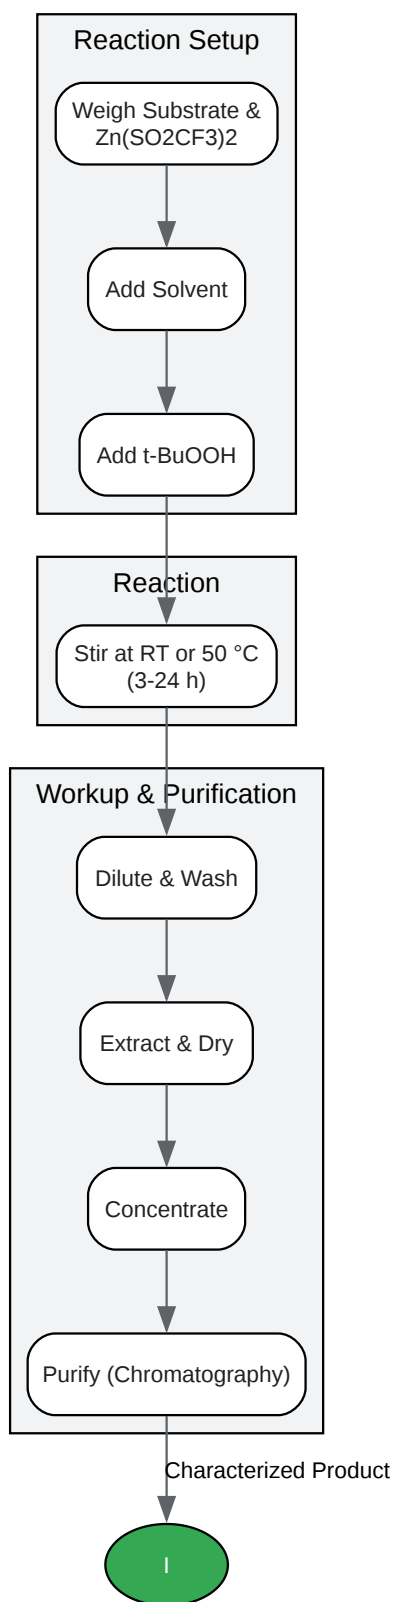 Reaction Setup
Weigh Substrate &
Zn(SO2CF3)2
Add Solvent
Add t-BuOOH
Reaction
Stir at RT or 50 °C
(3-24 h)
Workup & Purification
Dilute & Wash
Extract & Dry
Concentrate
Purify (Chromatography)
Characterized Product
I